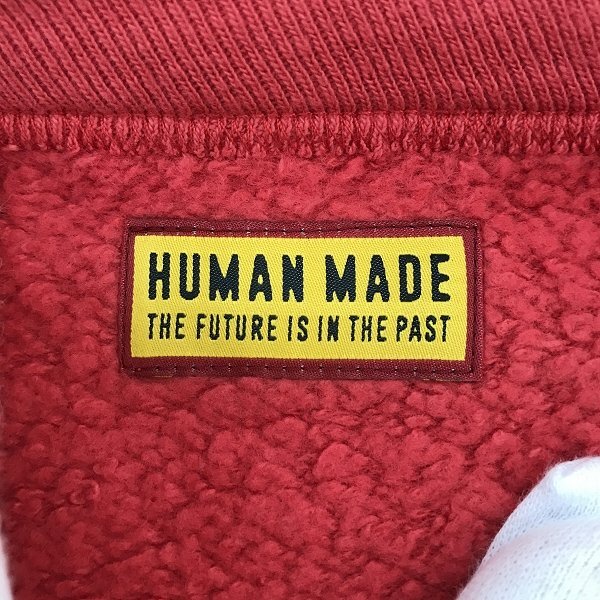 HUMAN MADE
THE FUTURE IS IN THE PAST